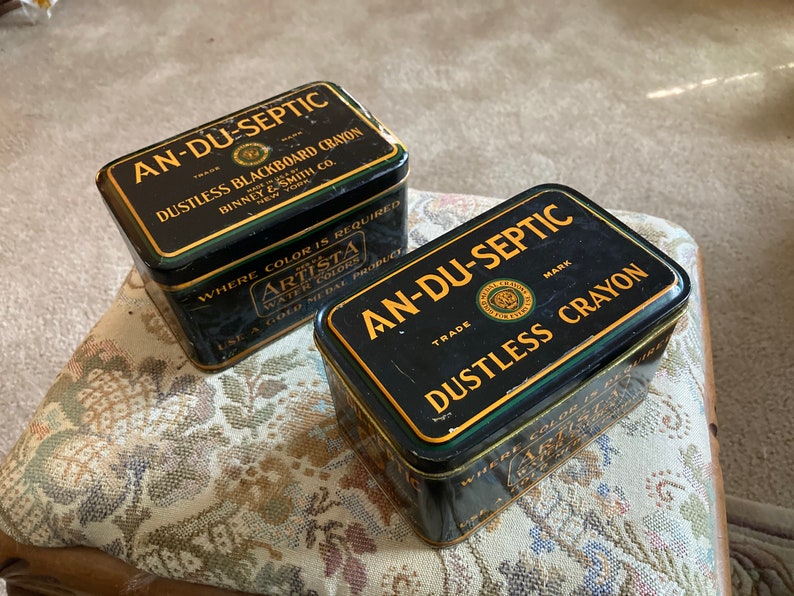 AN-DU-SEPTIC
TRADE MARK
DUSTLESS BLACKBOARD CRAYON
MADE IN U.S.A. BY
BINNEY & SMITH CO.
NEW YORK
WHERE COLOR IS REQUIRED
ARTISTA
WATER COLORS
USE A GOLD MEDAL PRODUCT
AN-DU-SEPTIC
TRADE MARK
DUSTLESS CRAYON
WHERE COLOR IS REQUIRED
ARTISTA
USE A